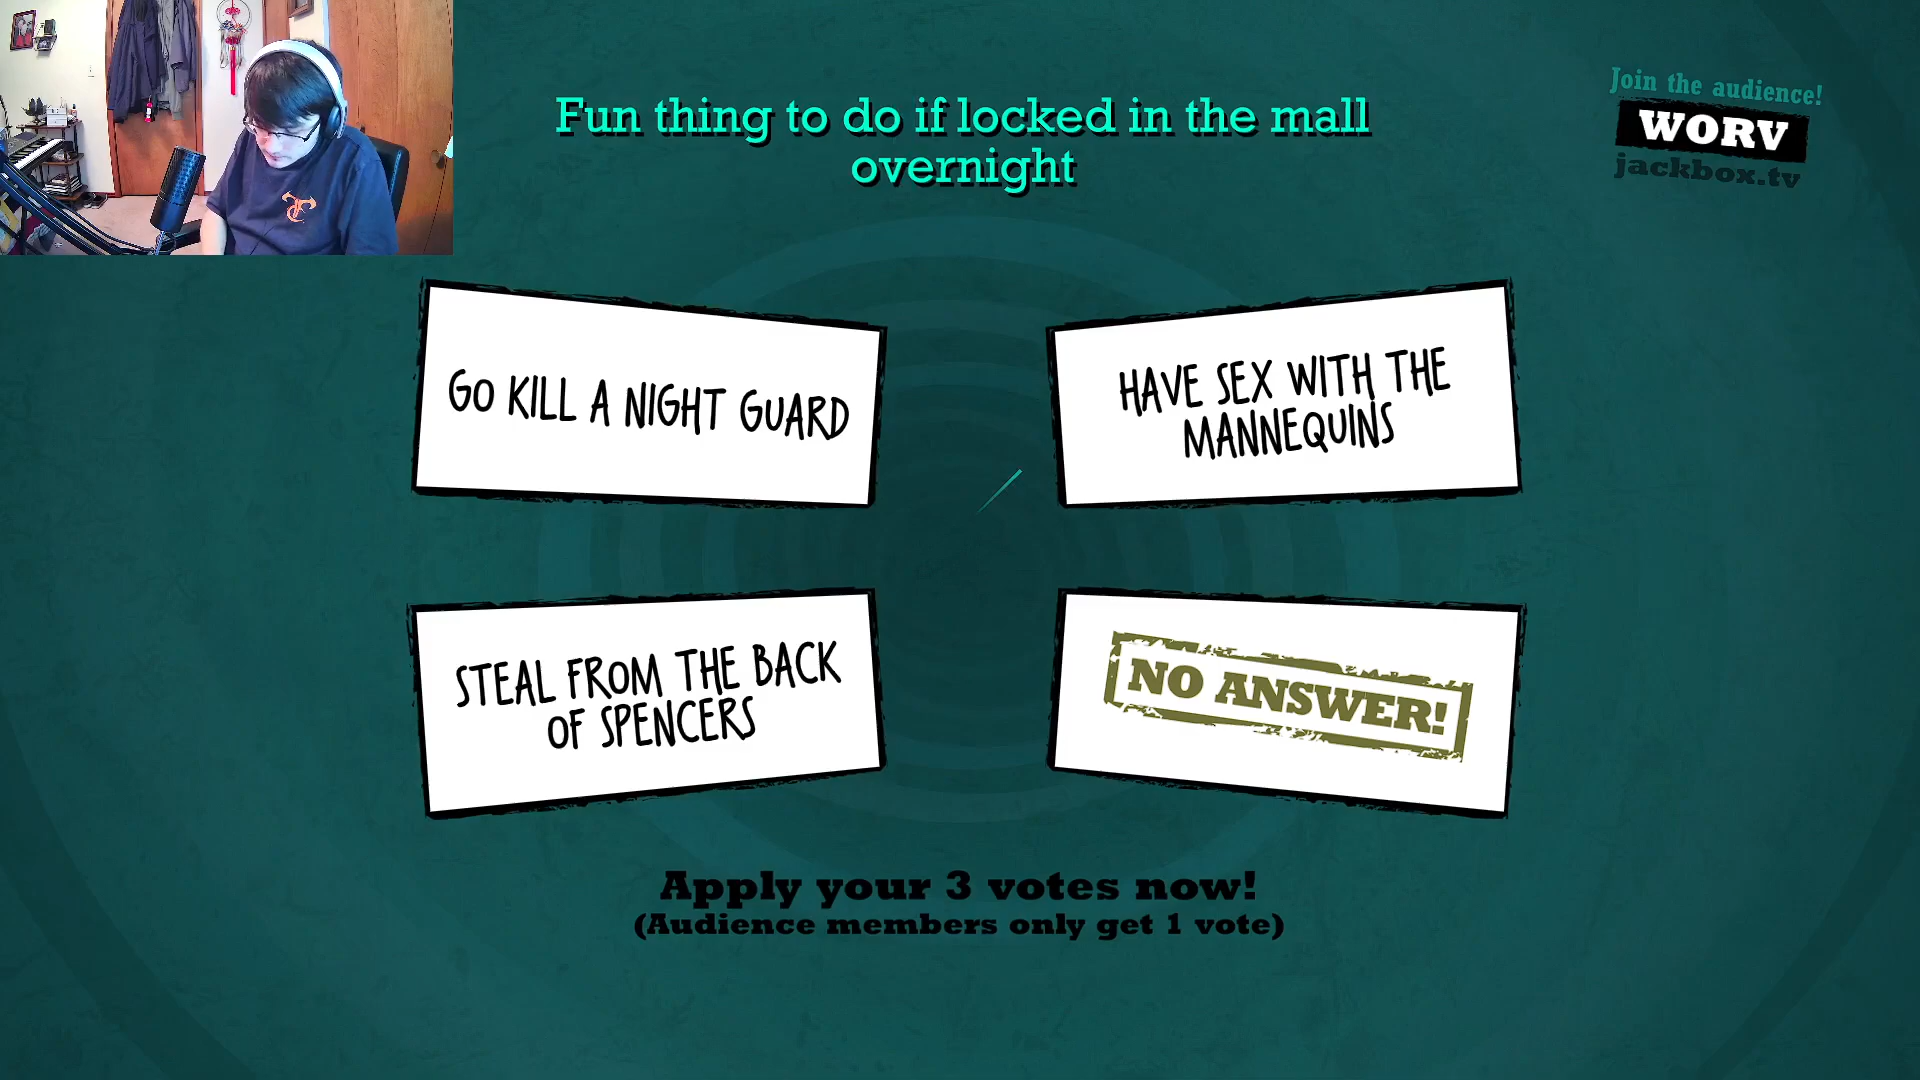 Fun thing to do if locked in the mall
overnight
Join the audience!
WORV
jackbox.tv
GO KILL A NIGHT GUARD
HAVE SEX WITH THE
MANNEQUINS
STEAL FROM THE BACK
OF SPENCERS
NO ANSWER!
Apply your 3 votes now!
(Audience members only get 1 vote)